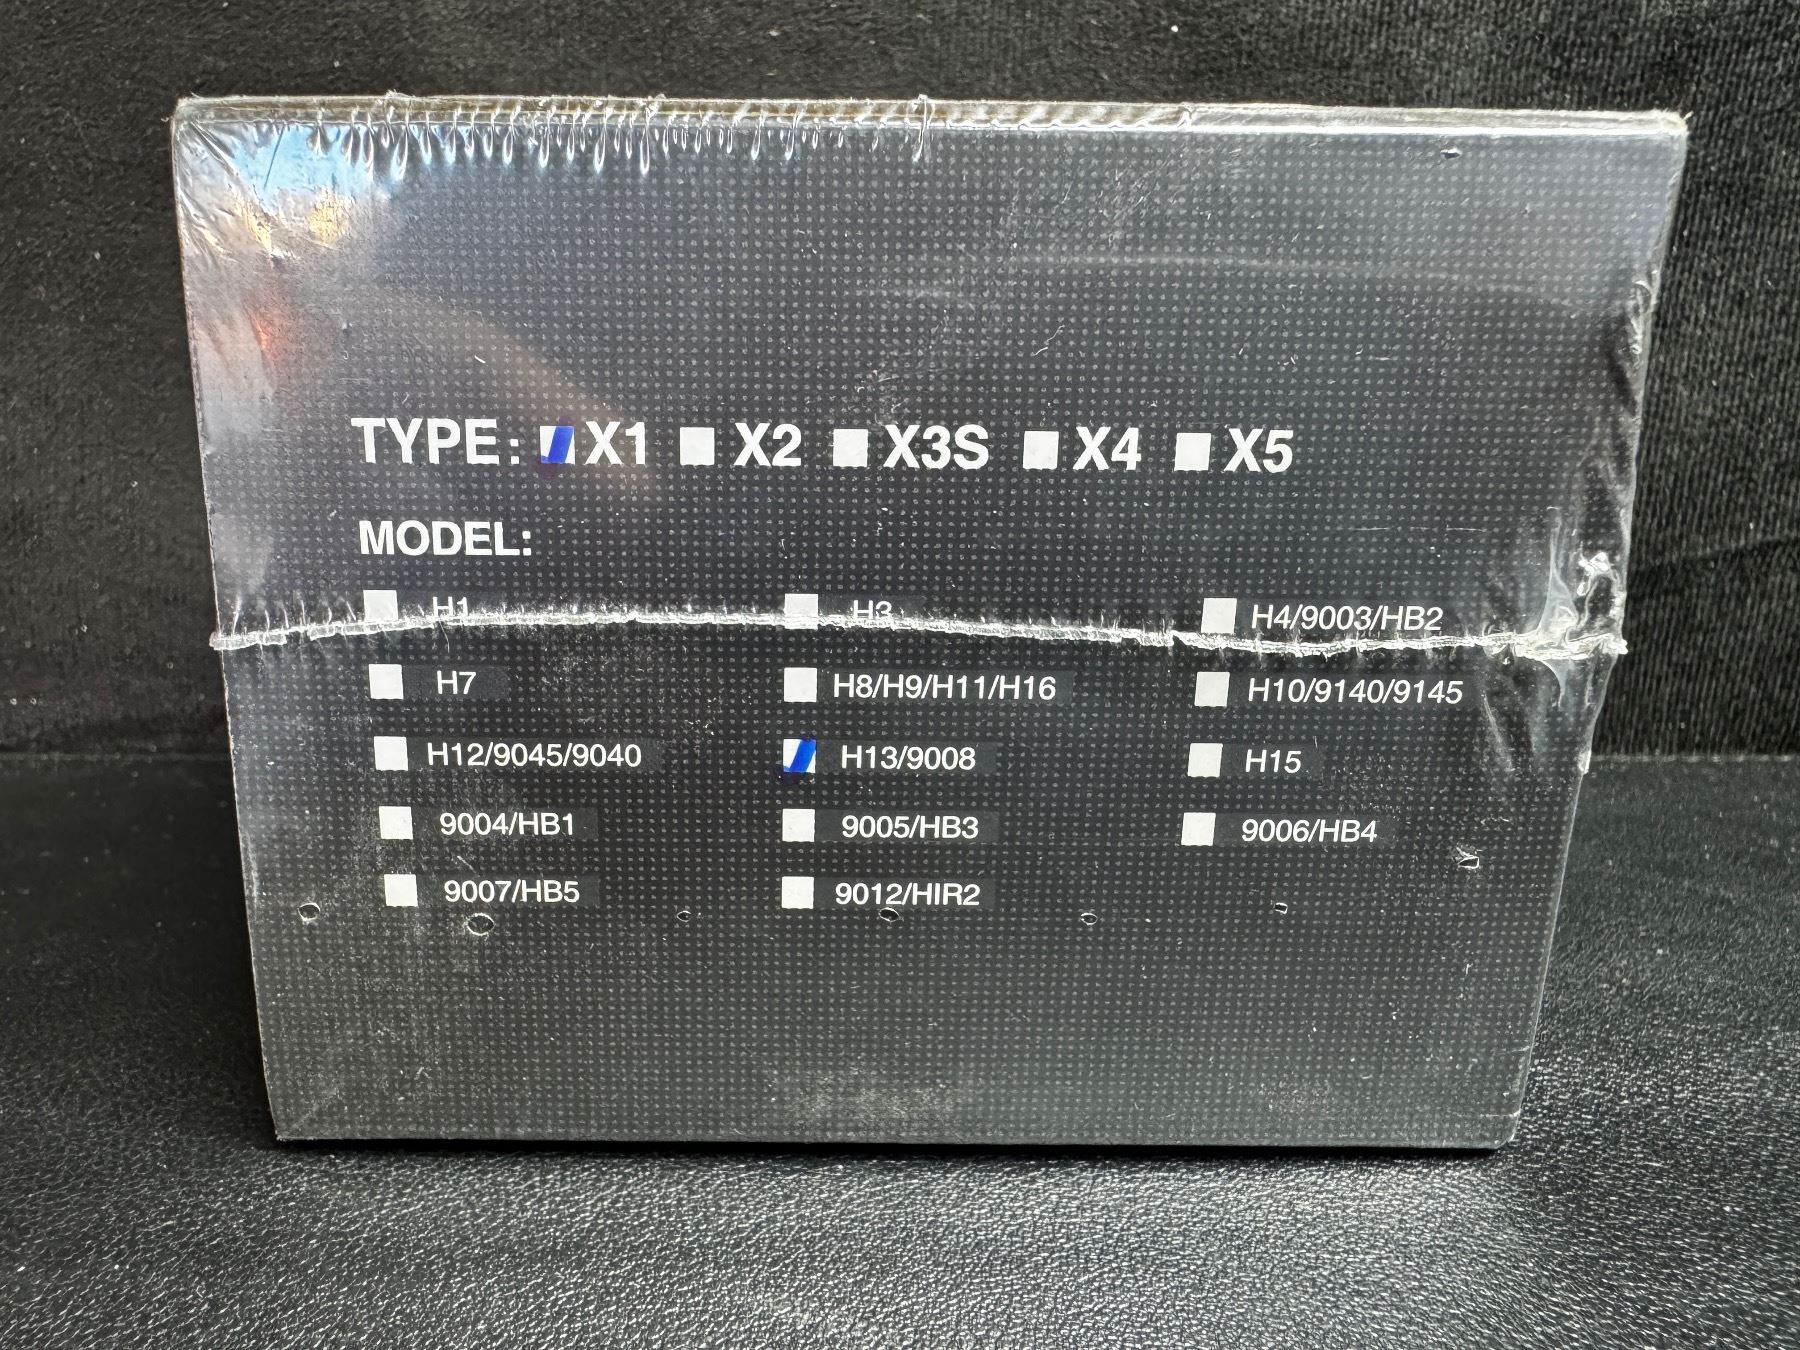 TYPE: X1 X2 X3S X4 X5
MODEL:
H1 H3 H4/9003/HB2
H7 H8/H9/H11/H16 H10/9140/9145
H12/9045/9040 H13/9008 H15
9004/HB1 9005/HB3 9006/HB4
9007/HB5 9012/HIR2